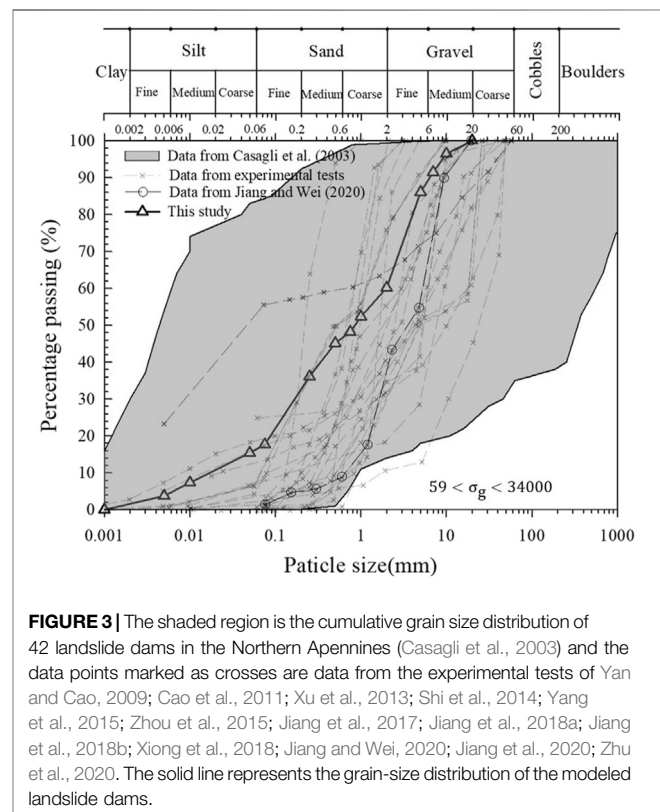 Silt Sand Gravel
Clay Cobbles Boulders
Fine Medium Coarse Fine Medium Coarse Fine Medium Coarse
0.002 0.006 0.02 0.06 0.2 0.6 2 6 20 60 200
100
90
80
70
60
50
40
30
20
10
0
Percentage passing (%)
Data from Casagli et al. (2003)
Data from experimental tests
Data from Jiang and Wei (2020)
This study
59 < σg < 34000
0.001 0.01 0.1 1 10 100 1000
Paticle size(mm)
FIGURE 3 | The shaded region is the cumulative grain size distribution of
42 landslide dams in the Northern Apennines (Casagli et al., 2003) and the
data points marked as crosses are data from the experimental tests of Yan
and Cao, 2009; Cao et al., 2011; Xu et al., 2013; Shi et al., 2014; Yang
et al., 2015; Zhou et al., 2015; Jiang et al., 2017; Jiang et al., 2018a; Jiang
et al., 2018b; Xiong et al., 2018; Jiang and Wei, 2020; Jiang et al., 2020; Zhu
et al., 2020. The solid line represents the grain-size distribution of the modeled
landslide dams.